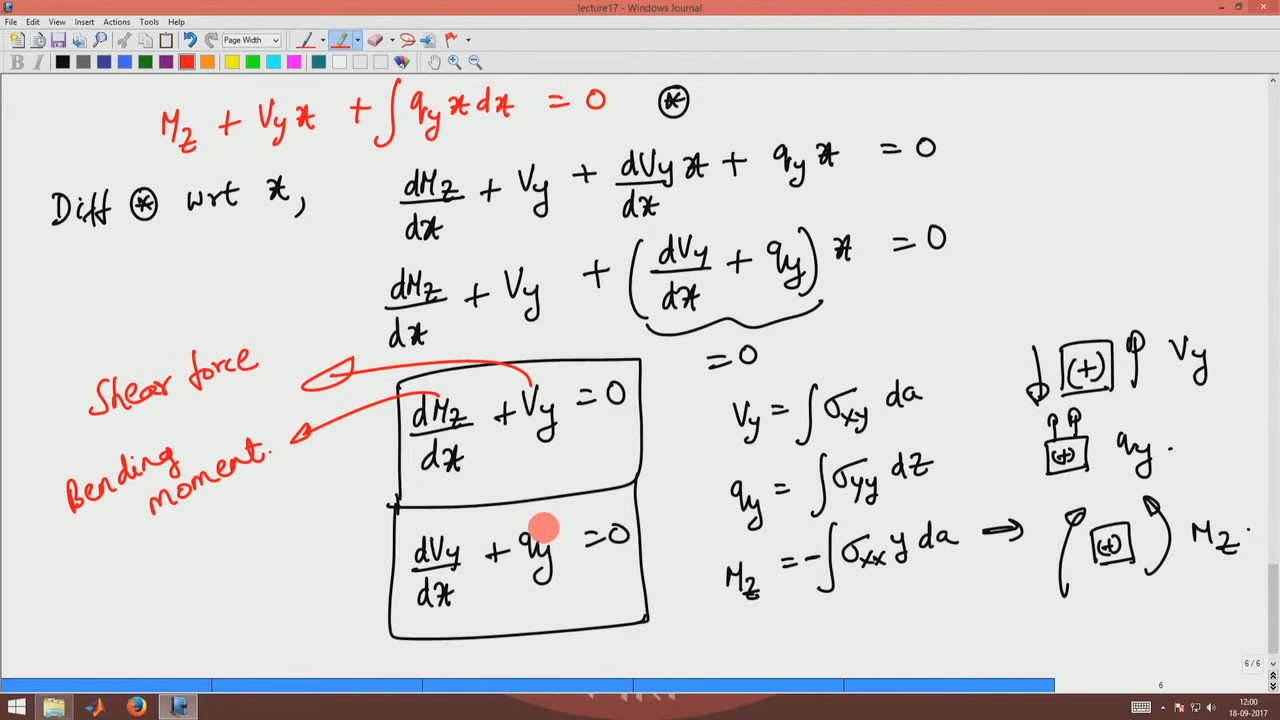 lecture17 - Windows Journal
File Edit View Insert Actions Tools Help
Page Width
M_z + V_y x + ∫ q_y x dx = 0 ⊛
Diff ⊛ wrt x, dM_z/dx + V_y + dV_y/dx x + q_y x = 0
dM_z/dx + V_y + (dV_y/dx + q_y) x = 0
= 0
Shear force
Bending moment.
dM_z/dx + V_y = 0
dV_y/dx + q_y = 0
V_y = ∫ σ_xy da
q_y = ∫ σ_yy dz
M_z = - ∫ σ_xx y da ⇒
(+) V_y
(+) q_y.
(+) M_z.
6 / 6
6
12:00
18-09-2017